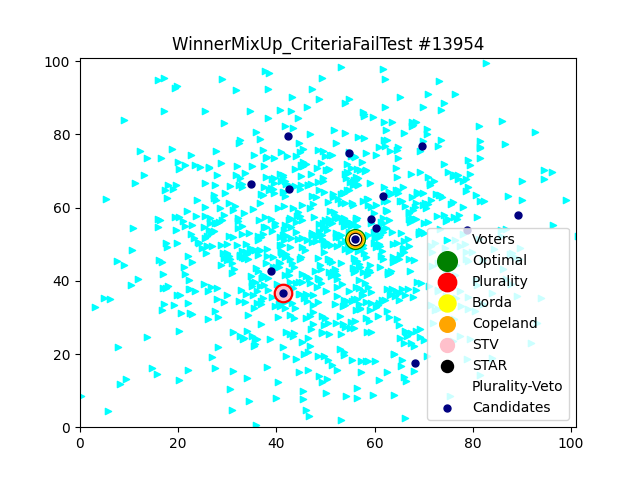 WinnerMixUp_CriteriaFailTest #13954
100
80
60
40
20
0
0 20 40 60 80 100
Voters
Optimal
Plurality
Borda
Copeland
STV
STAR
Plurality-Veto
Candidates